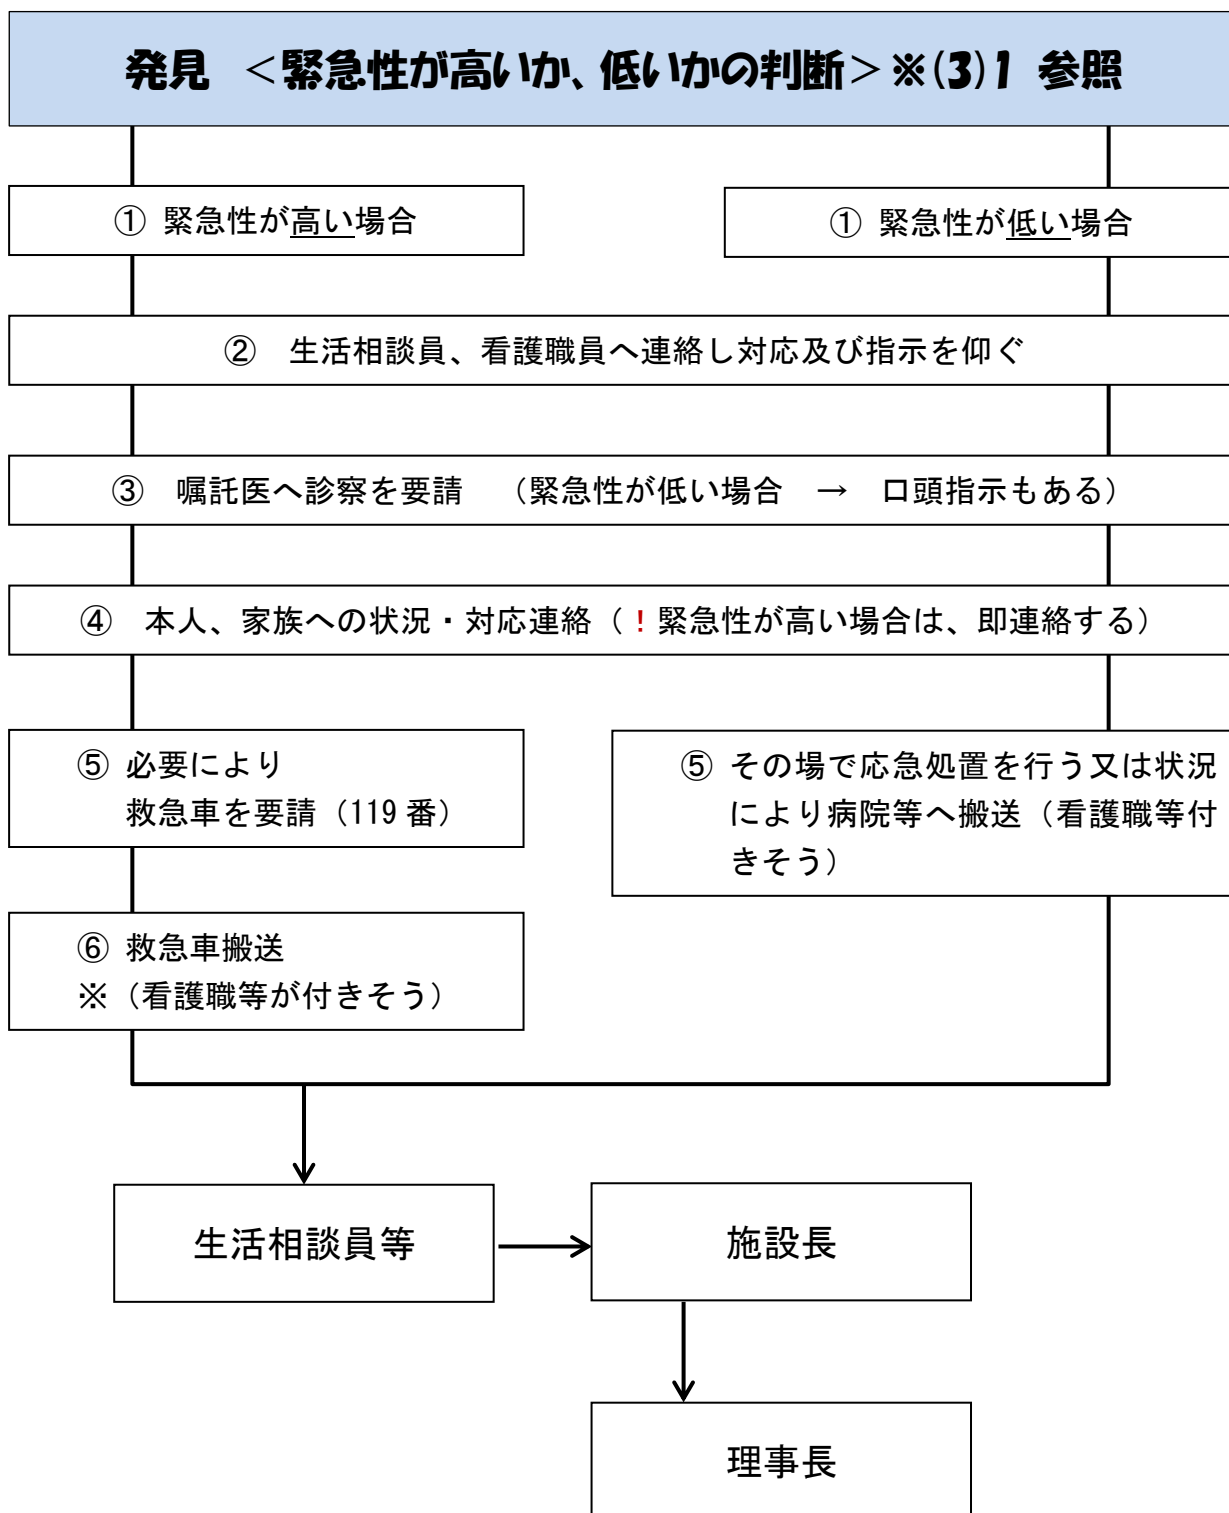 発見 ＜緊急性が高いか、低いかの判断＞※(3)1 参照
① 緊急性が高い場合
① 緊急性が低い場合
② 生活相談員、看護職員へ連絡し対応及び指示を仰ぐ
③ 嘱託医へ診察を要請 （緊急性が低い場合 → 口頭指示もある）
④ 本人、家族への状況・対応連絡（！緊急性が高い場合は、即連絡する）
⑤ 必要により
救急車を要請（119 番）
⑤ その場で応急処置を行う又は状況
により病院等へ搬送（看護職等付
きそう）
⑥ 救急車搬送
※（看護職等が付きそう）
生活相談員等
施設長
理事長